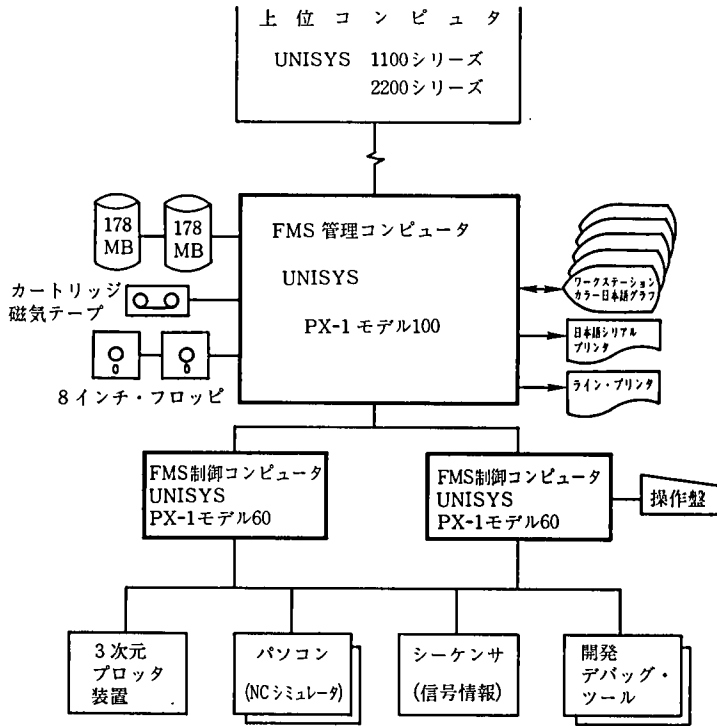 上位コンピュタ
UNISYS 1100シリーズ
2200シリーズ
178
MB
178
MB
カートリッジ
磁気テープ
8インチ・フロッピ
FMS 管理コンピュータ
UNISYS
PX-1 モデル100
ワークステーション
カラー日本語グラフ
日本語シリアル
プリンタ
ライン・プリンタ
FMS制御コンピュータ
UNISYS
PX-1モデル60
FMS制御コンピュータ
UNISYS
PX-1モデル60
操作盤
3次元
プロッタ
装置
パソコン
(NCシミュレータ)
シーケンサ
(信号情報)
開発
デバッグ・
ツール